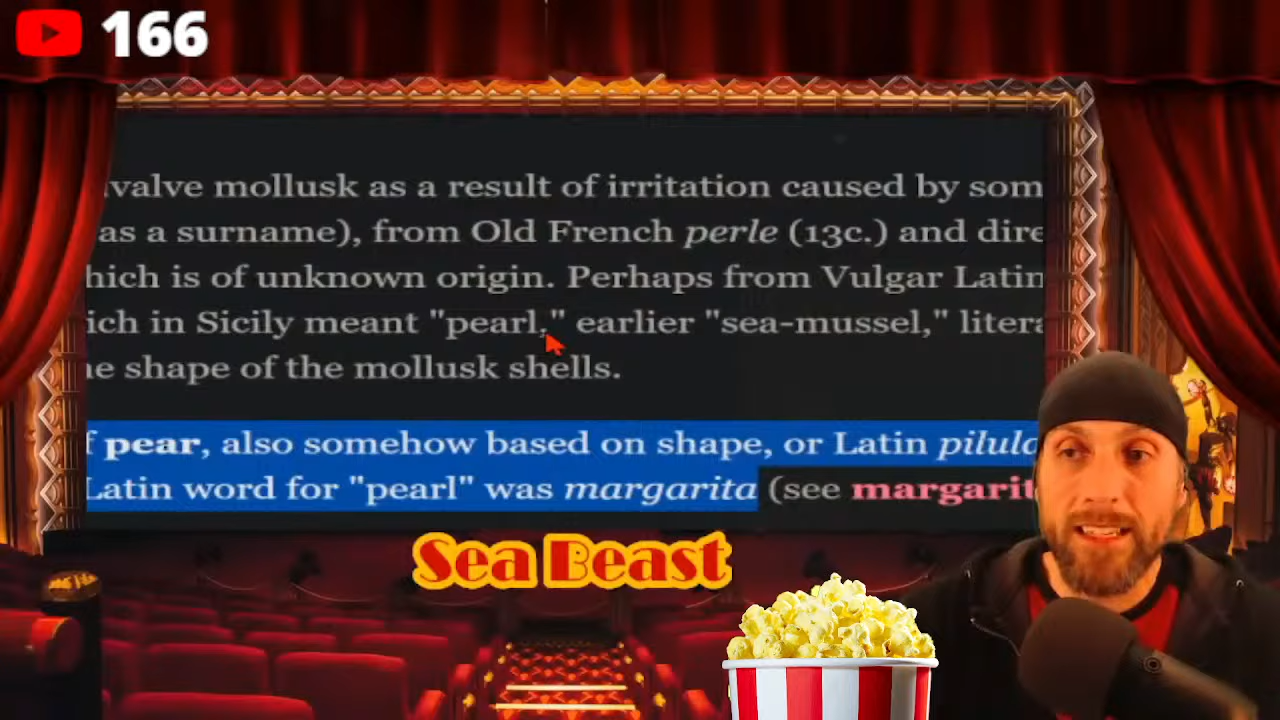 166
valve mollusk as a result of irritation caused by som
as a surname), from Old French perle (13c.) and dire
hich is of unknown origin. Perhaps from Vulgar Latin
ich in Sicily meant "pearl," earlier "sea-mussel," litera
e shape of the mollusk shells.
f pear, also somehow based on shape, or Latin pilula
Latin word for "pearl" was margarita (see margarit
Sea Beast